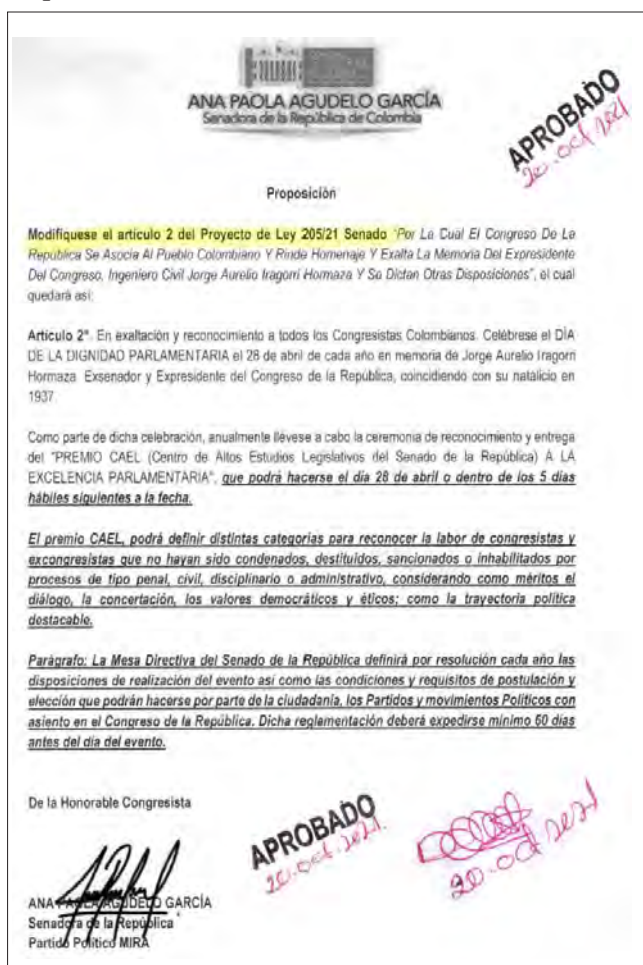 ANA PAOLA AGUDELO GARCÍA
Senadora de la República de Colombia
APROBADO
20.oct 2021
Proposición
Modifíquese el artículo 2 del Proyecto de Ley 205/21 Senado "Por La Cual El Congreso De La
República Se Asocia Al Pueblo Colombiano Y Rinde Homenaje Y Exalta La Memoria Del Expresidente
Del Congreso, Ingeniero Civil Jorge Aurelio Iragorri Hormaza Y Se Dictan Otras Disposiciones", el cual
quedará así:
Artículo 2°. En exaltación y reconocimiento a todos los Congresistas Colombianos. Celébrese el DÍA
DE LA DIGNIDAD PARLAMENTARIA el 28 de abril de cada año en memoria de Jorge Aurelio Iragorri
Hormaza. Exsenador y Expresidente del Congreso de la República, coincidiendo con su natalicio en
1937
Como parte de dicha celebración, anualmente llévese a cabo la ceremonia de reconocimiento y entrega
del "PREMIO CAEL (Centro de Altos Estudios Legislativos del Senado de la República) A LA
EXCELENCIA PARLAMENTARIA", que podrá hacerse el día 28 de abril o dentro de los 5 días
hábiles siguientes a la fecha.
El premio CAEL, podrá definir distintas categorías para reconocer la labor de congresistas y
excongresistas que no hayan sido condenados, destituidos, sancionados o inhabilitados por
procesos de tipo penal, civil, disciplinario o administrativo, considerando como méritos el
diálogo, la concertación, los valores democráticos y éticos; como la trayectoria política
destacable.
Parágrafo: La Mesa Directiva del Senado de la República definirá por resolución cada año las
disposiciones de realización del evento así como las condiciones y requisitos de postulación y
elección que podrán hacerse por parte de la ciudadanía, los Partidos y movimientos Políticos con
asiento en el Congreso de la República. Dicha reglamentación deberá expedirse mínimo 60 días
antes del día del evento.
De la Honorable Congresista
APROBADO
20.oct.2021.
20.oct 2021
ANA PAOLA AGUDELO GARCÍA
Senadora de la República
Partido Político MIRA